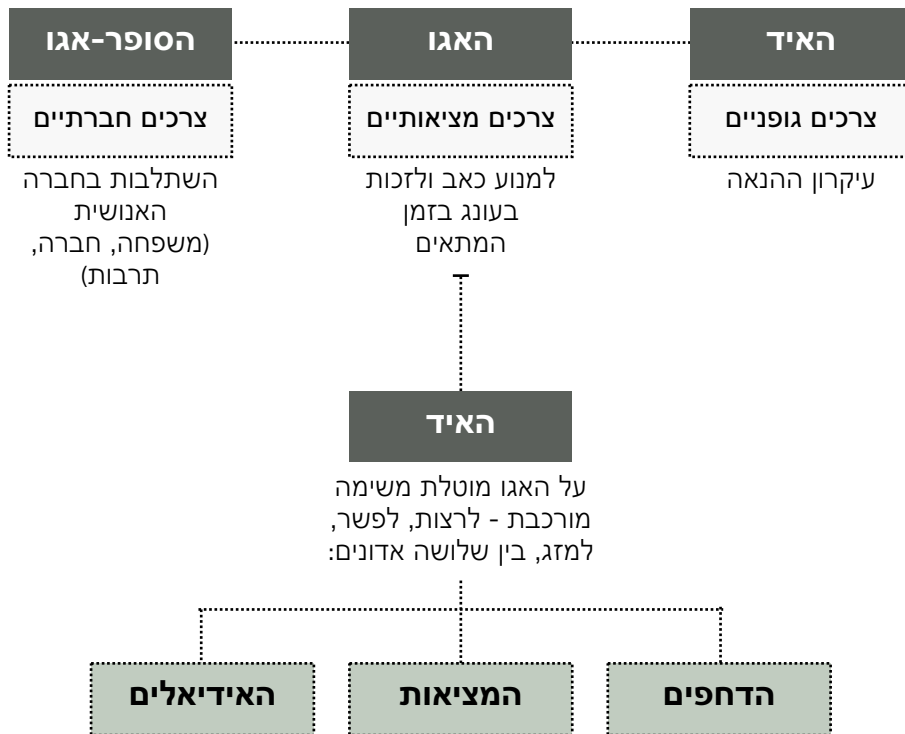 האיד
האגו
הסופר-אגו
צרכים גופניים
צרכים מציאותיים
צרכים חברתיים
עיקרון ההנאה
למנוע כאב ולזכות
בעונג בזמן
המתאים
השתלבות בחברה
האנושית
(משפחה, חברה,
תרבות)
האיד
על האגו מוטלת משימה
מורכבת - לרצות, לפשר,
למזג, בין שלושה אדונים:
הדחפים
המציאות
האידיאלים